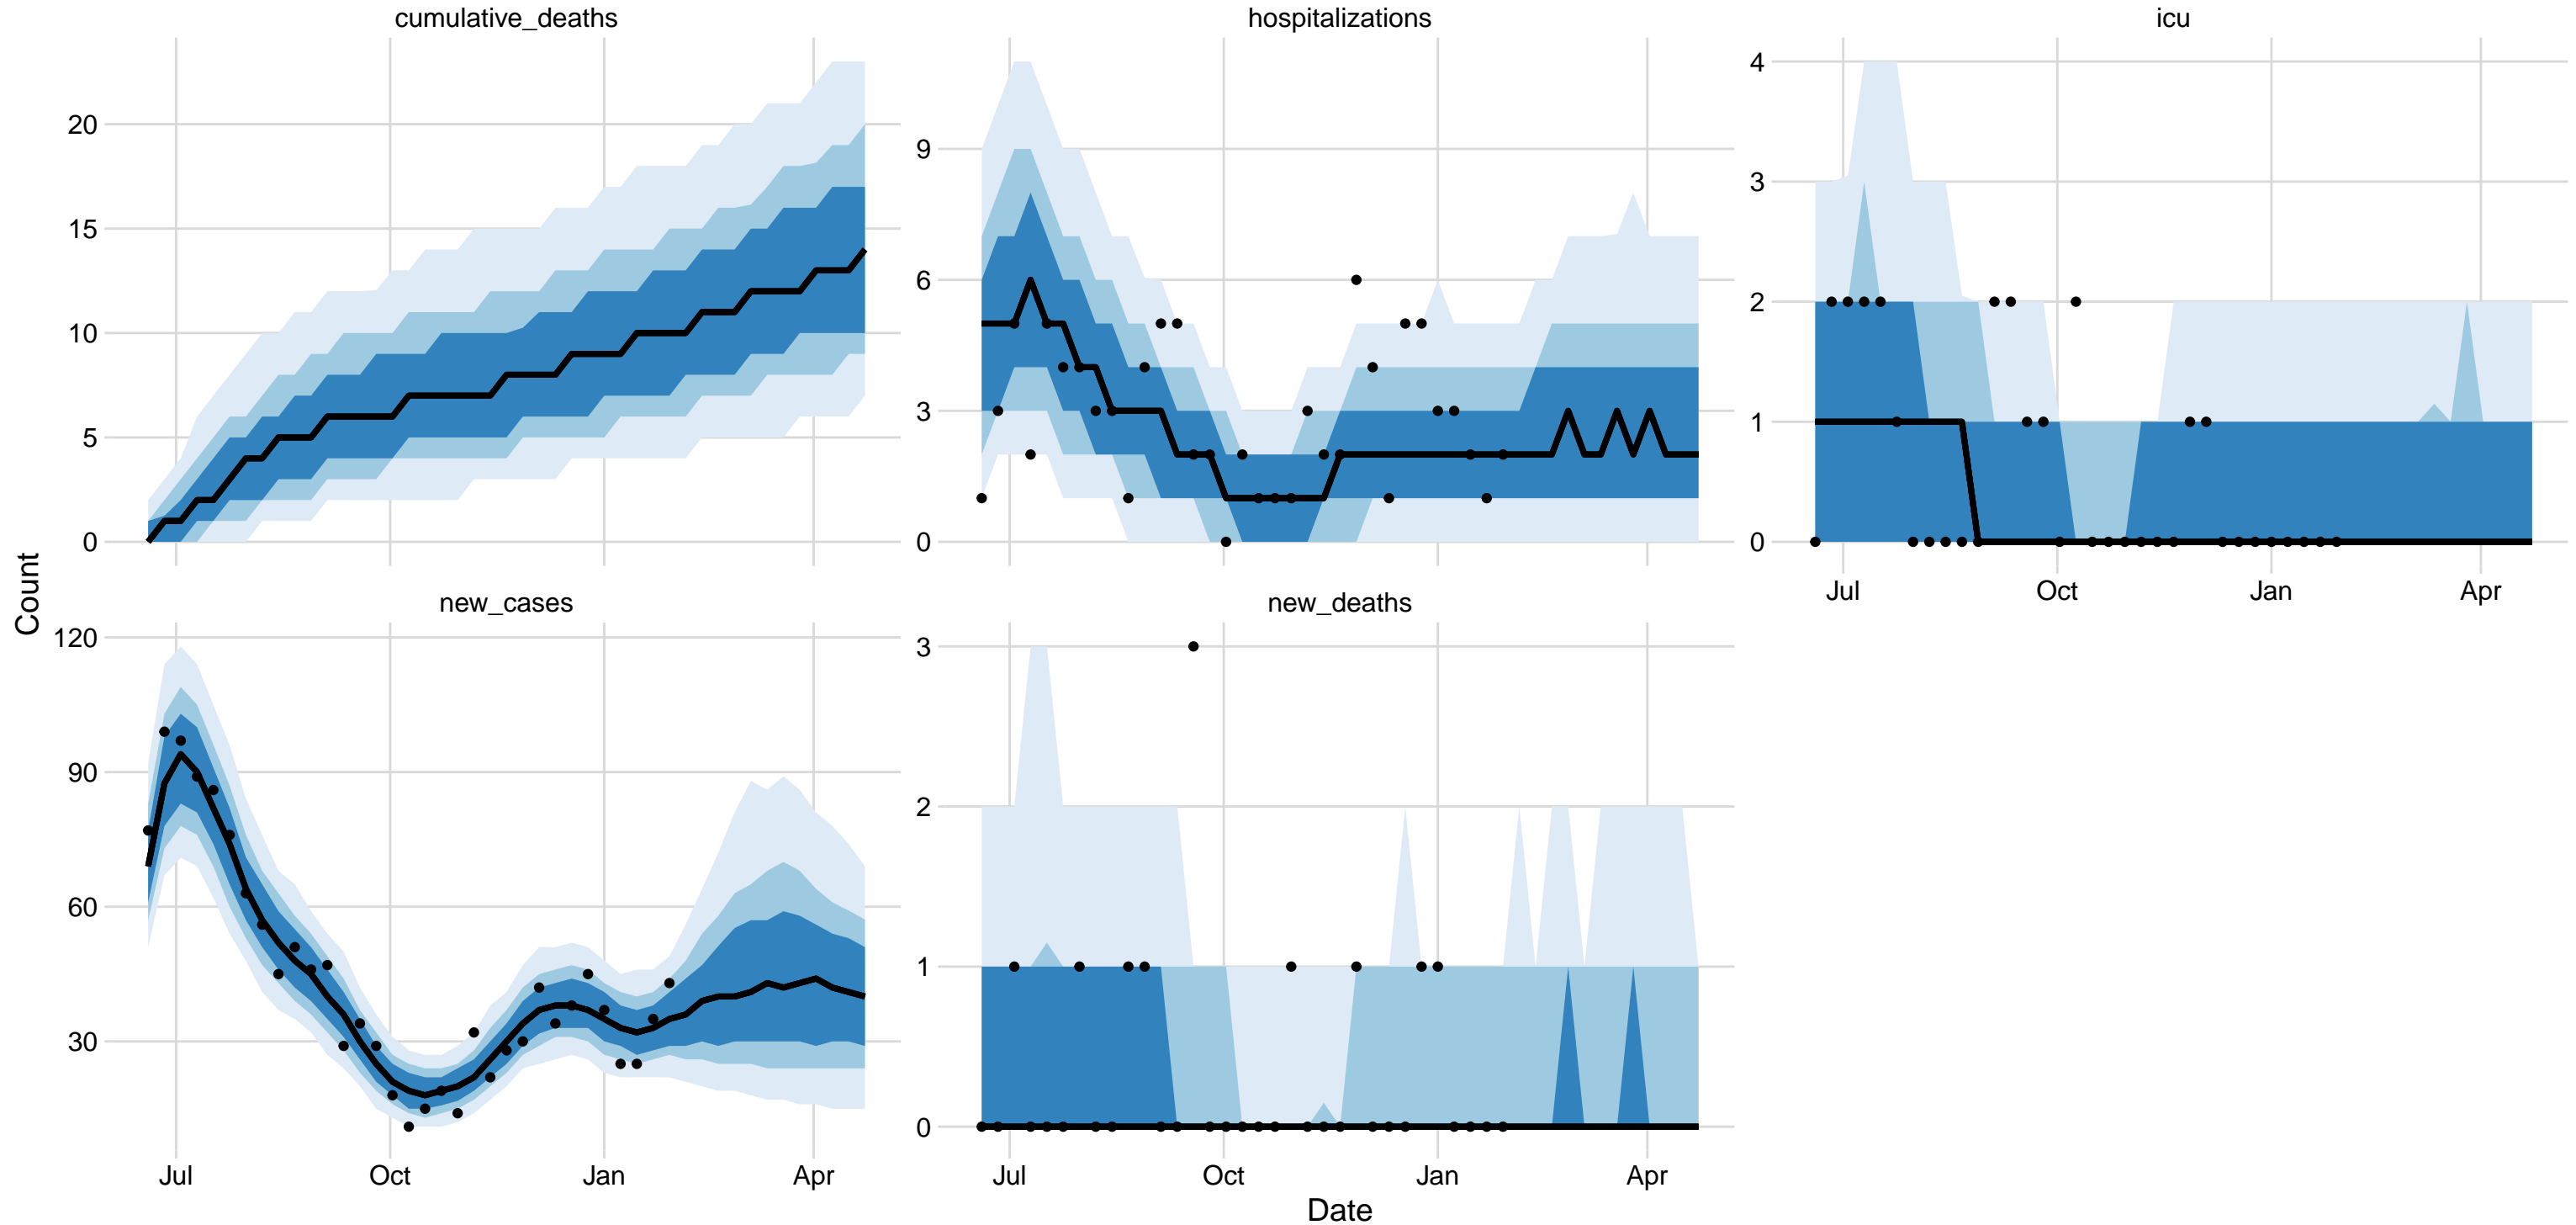 cumulative_deaths
hospitalizations
icu
20
15
10
5
0
9
6
3
0
4
3
2
1
0
Jul
Oct
Jan
Apr
Count
new_cases
new_deaths
120
90
60
30
3
2
1
0
Jul
Oct
Jan
Apr
Jul
Oct
Jan
Apr
Date